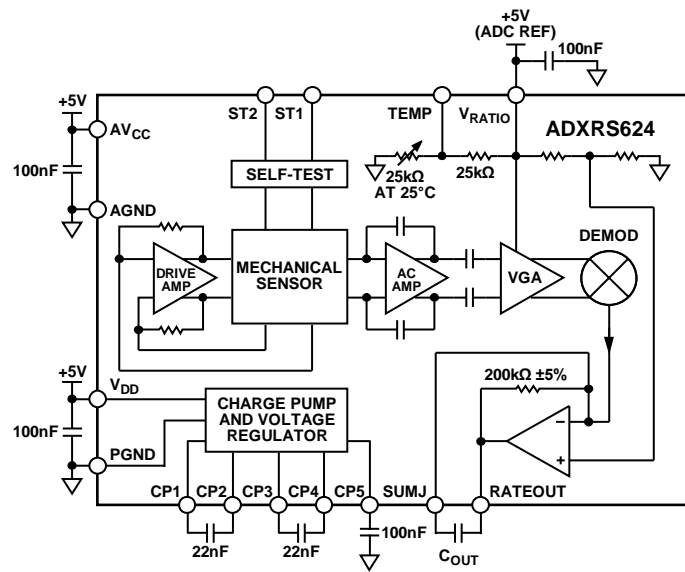 +5V
(ADC REF)
100nF
+5V
AVCC
100nF
AGND
ST2
ST1
TEMP
VRATIO
ADXRS624
SELF-TEST
25kΩ
AT 25°C
25kΩ
DRIVE
AMP
MECHANICAL
SENSOR
AC
AMP
VGA
DEMOD
+5V
VDD
100nF
PGND
CHARGE PUMP
AND VOLTAGE
REGULATOR
200kΩ ±5%
–
+
CP1
CP2
CP3
CP4
CP5
SUMJ
RATEOUT
22nF
22nF
100nF
COUT